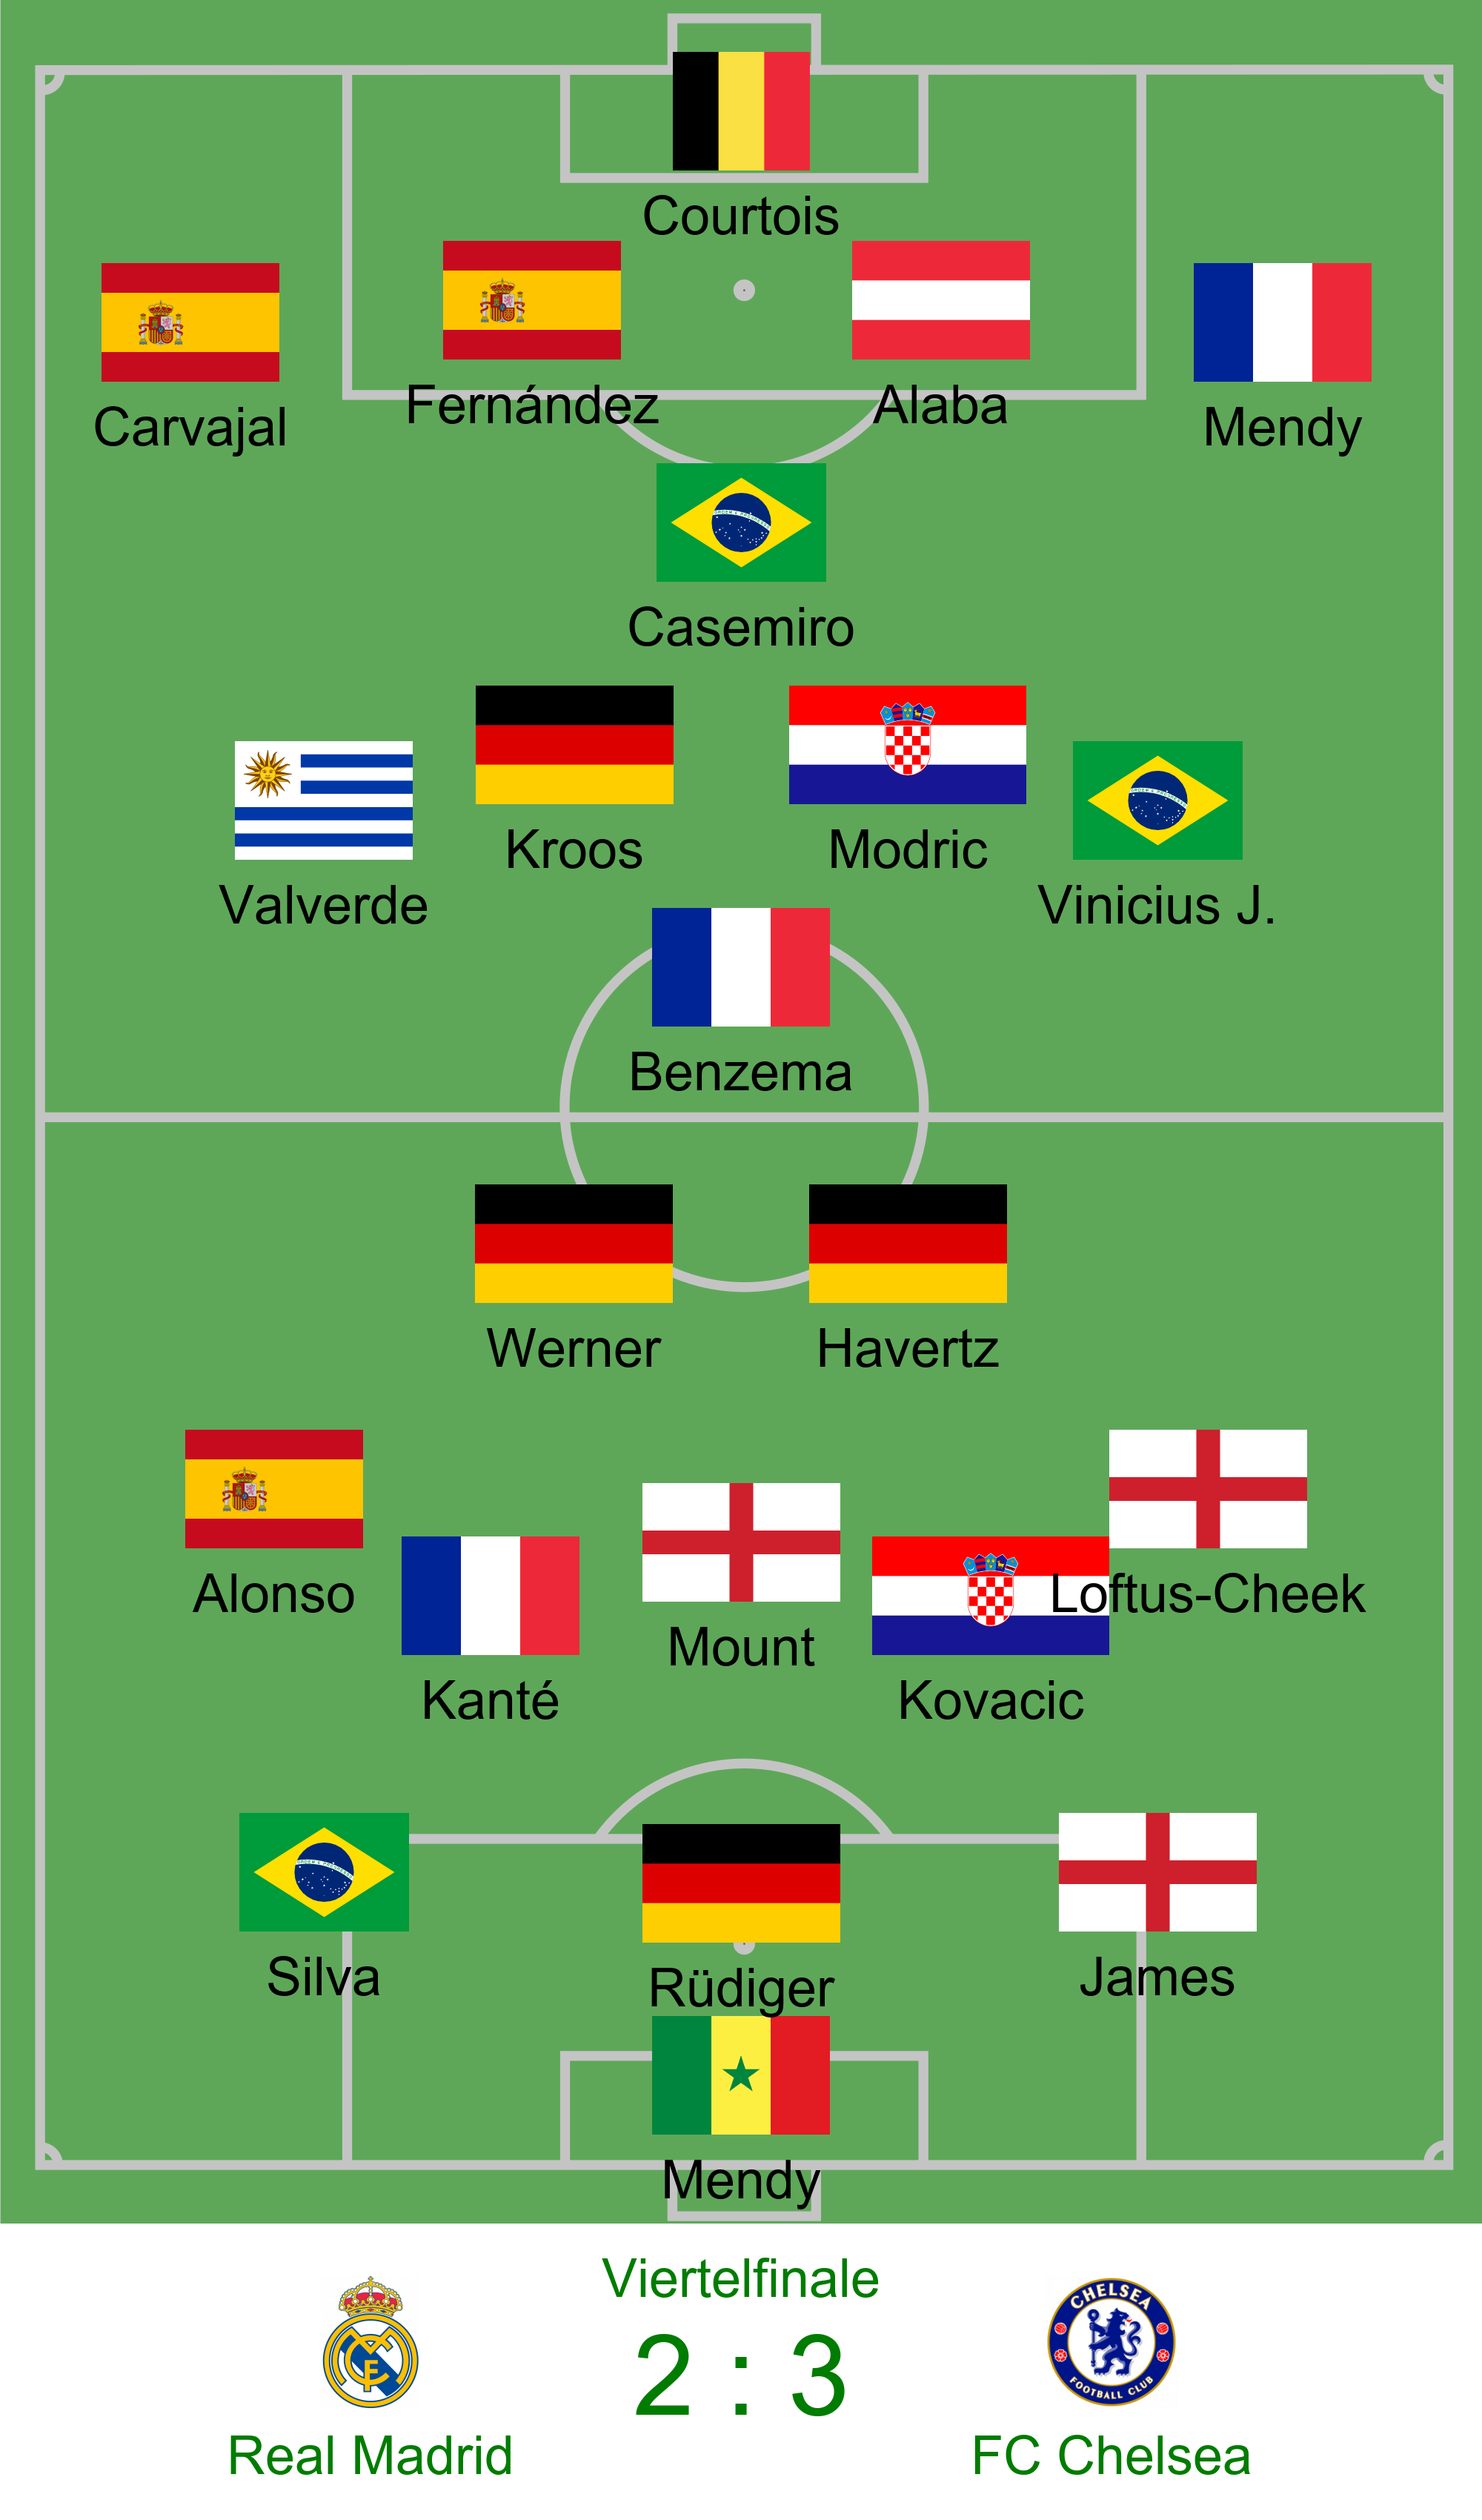 Courtois
Carvajal
Fernández
Alaba
Mendy
Casemiro
Valverde
Kroos
Modric
Vinicius J.
Benzema
Werner
Havertz
Alonso
Kanté
Mount
Kovacic
Loftus-Cheek
Silva
Rüdiger
James
Mendy
Viertelfinale
2 : 3
CHELSEA
FOOTBALL CLUB
Real Madrid
FC Chelsea